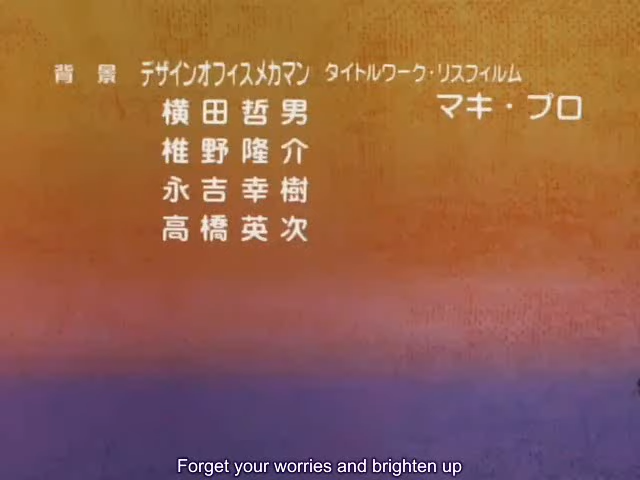 背景 デザインオフィスメカマン タイトルワーク・リスフィルム
横田哲男 マキ・プロ
椎野隆介
永吉幸樹
高橋英次
Forget your worries and brighten up